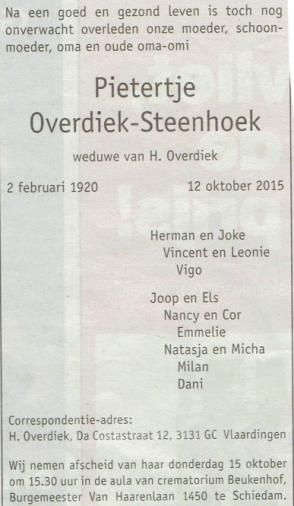 Na een goed en gezond leven is toch nog
onverwacht overleden onze moeder, schoon-
moeder, oma en oude oma-omi
Pietertje
Overdiek-Steenhoek
weduwe van H. Overdiek
2 februari 1920 12 oktober 2015
Herman en Joke
Vincent en Leonie
Vigo
Joop en Els
Nancy en Cor
Emmelie
Natasja en Micha
Milan
Dani
Correspondentie-adres:
H. Overdiek, Da Costastraat 12, 3131 GC Vlaardingen
Wij nemen afscheid van haar donderdag 15 oktober
om 15.30 uur in de aula van crematorium Beukenhof,
Burgemeester Van Haarenlaan 1450 te Schiedam.